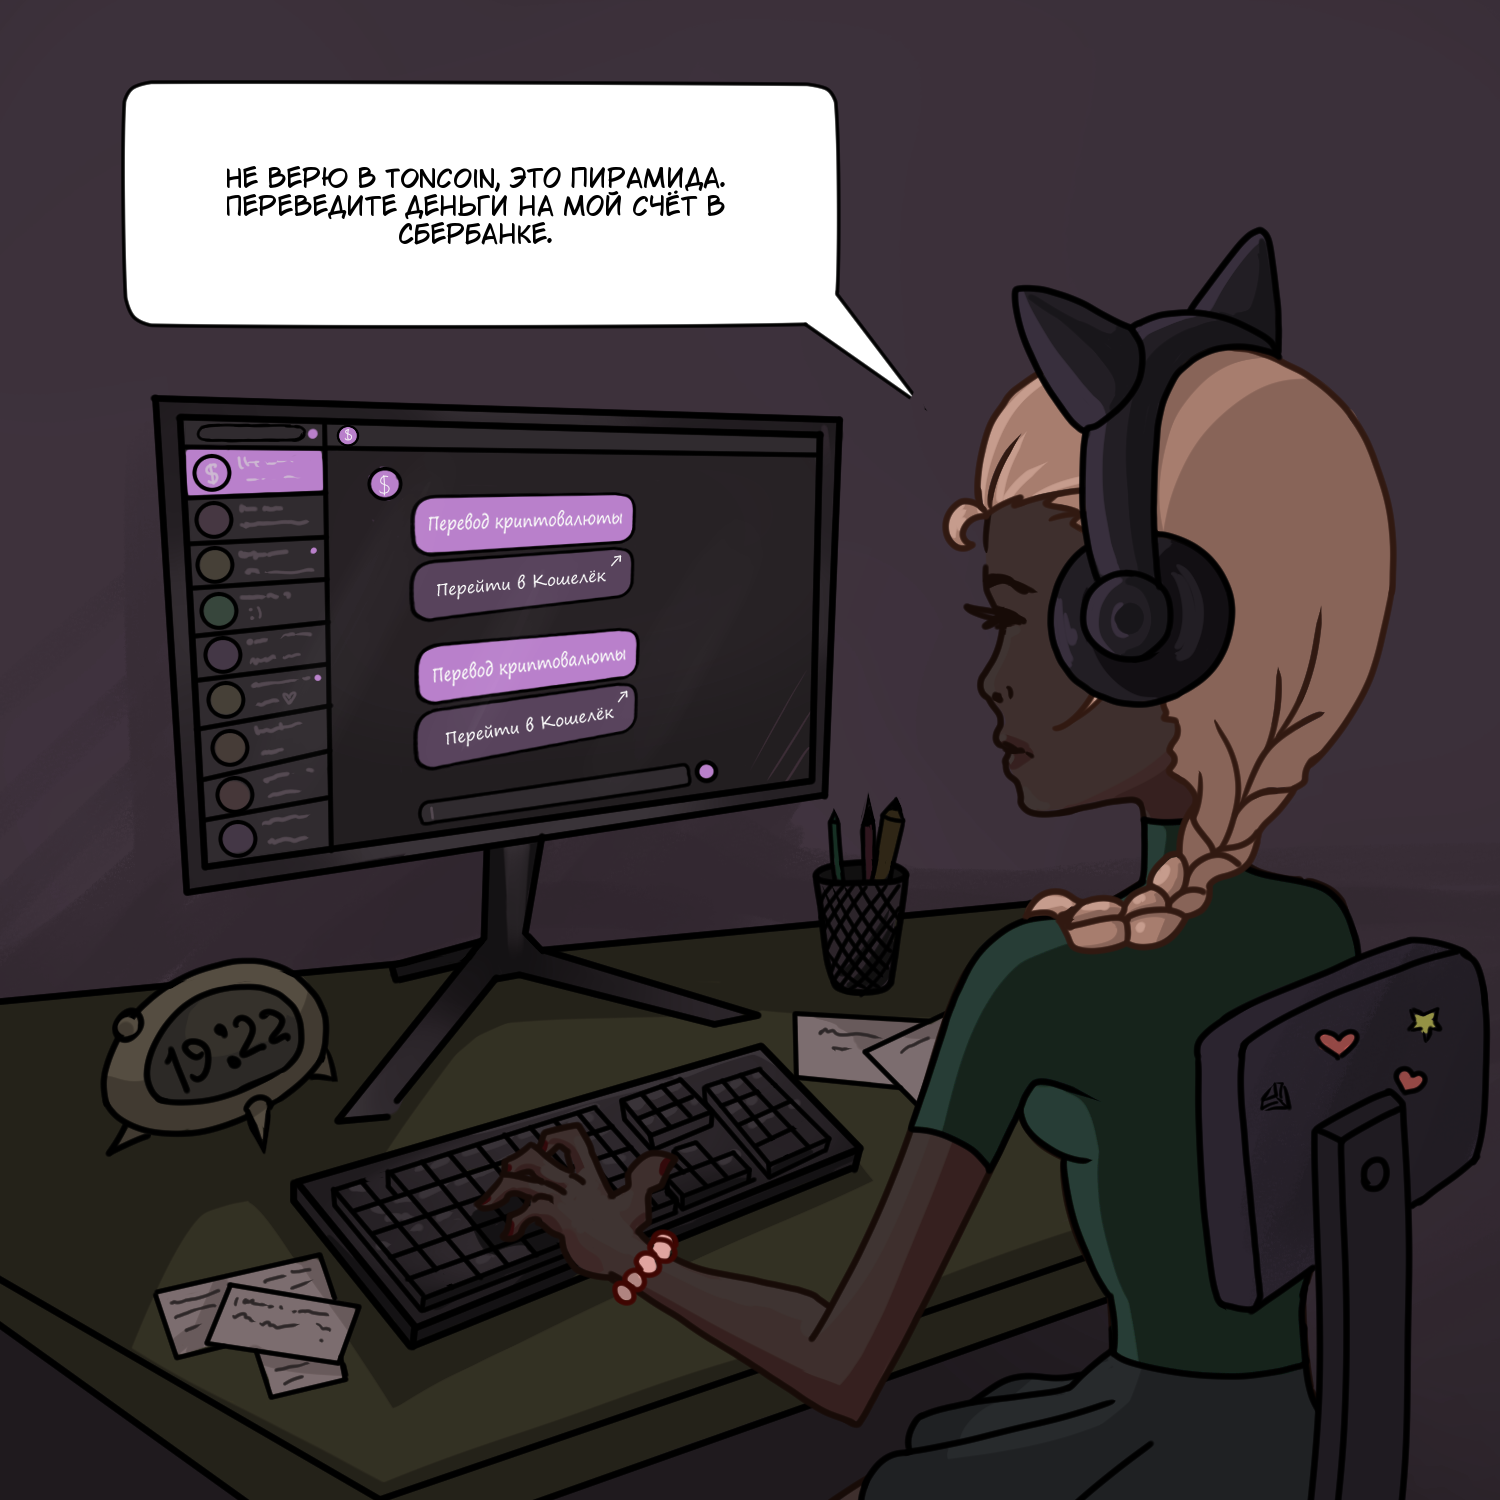 НЕ ВЕРЮ В TONCOIN, ЭТО ПИРАМИДА.
ПЕРЕВЕДИТЕ ДЕНЬГИ НА МОЙ СЧЁТ В
СБЕРБАНКЕ.
$
$
$
Перевод криптовалюты
Перейти в Кошелёк
:)
Перевод криптовалюты
Перейти в Кошелёк
19:22